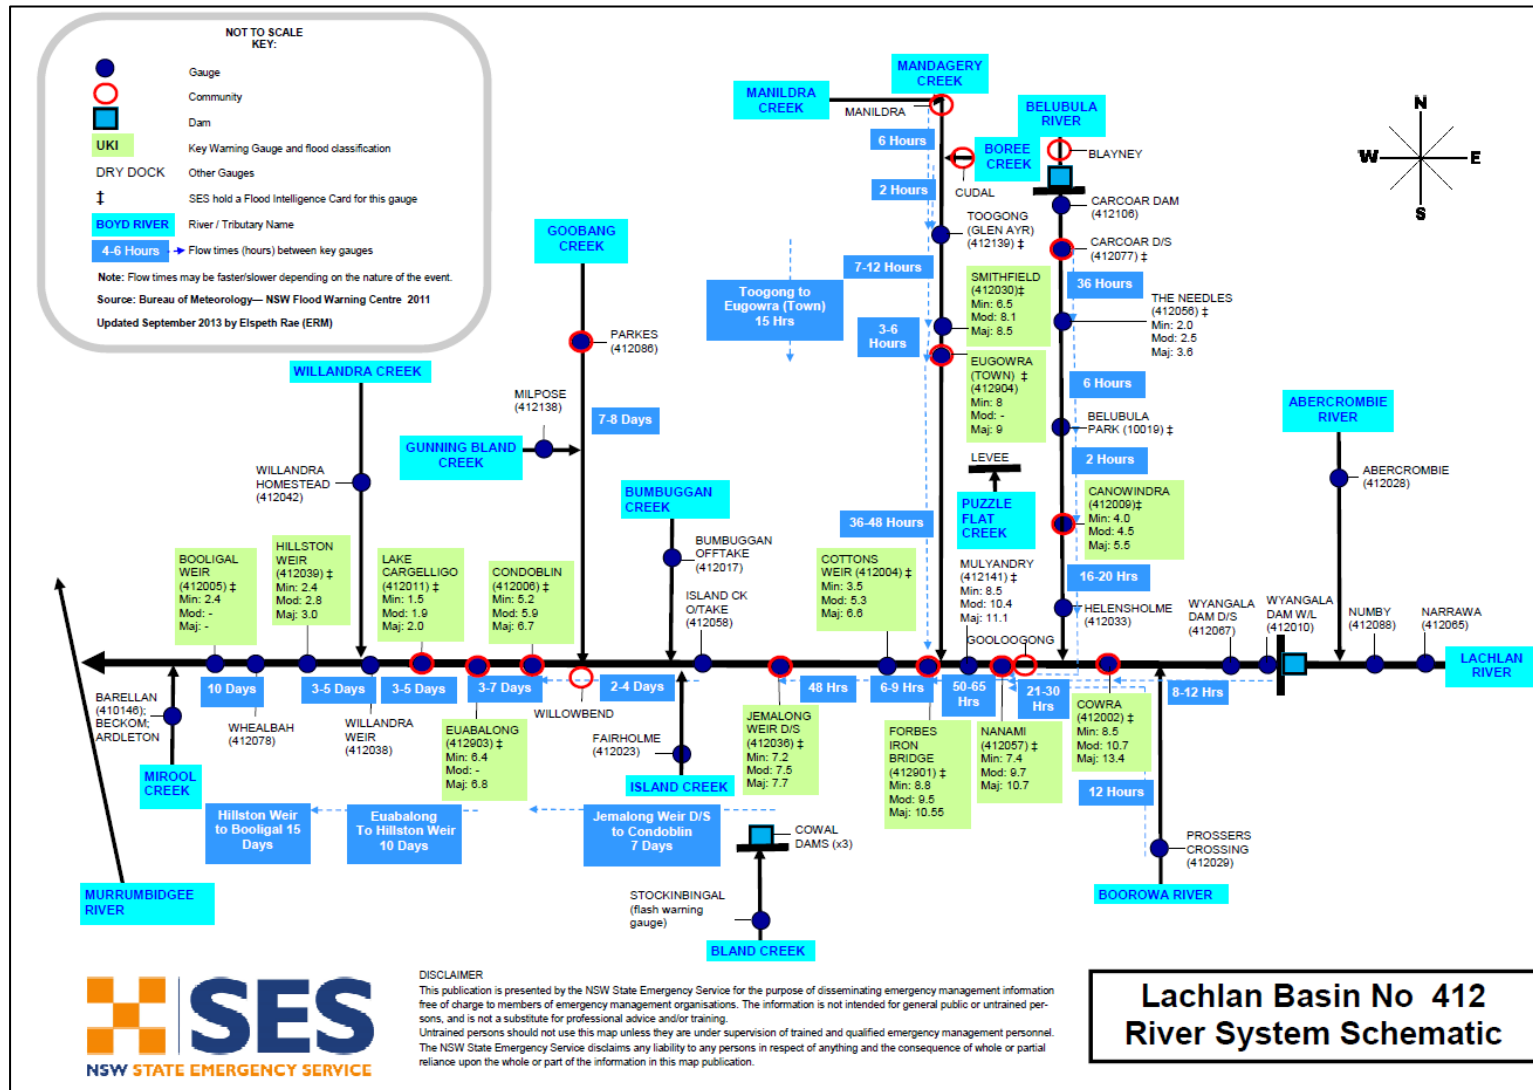 NOT TO SCALE
KEY:
Gauge
Community
Dam
UKI
Key Warning Gauge and flood classification
DRY DOCK
Other Gauges
‡
SES hold a Flood Intelligence Card for this gauge
BOYD RIVER
River / Tributary Name
4-6 Hours
Flow times (hours) between key gauges
Note: Flow times may be faster/slower depending on the nature of the event.
Source: Bureau of Meteorology— NSW Flood Warning Centre 2011
Updated September 2013 by Elspeth Rae (ERM)
MANDAGERY
CREEK
MANILDRA
CREEK
MANILDRA
6 Hours
BOREE
CREEK
CUDAL
2 Hours
BELUBULA
RIVER
BLAYNEY
N
W
E
S
CARCOAR DAM
(412106)
CARCOAR D/S
(412077) ‡
TOOGONG
(GLEN AYR)
(412139) ‡
7-12 Hours
Toogong to
Eugowra (Town)
15 Hrs
SMITHFIELD
(412030)‡
Min: 6.5
Mod: 8.1
Maj: 8.5
36 Hours
THE NEEDLES
(412056) ‡
Min: 2.0
Mod: 2.5
Maj: 3.6
3-6
Hours
EUGOWRA
(TOWN) ‡
(412904)
Min: 8
Mod: -
Maj: 9
6 Hours
BELUBULA
PARK (10019) ‡
2 Hours
GOOBANG
CREEK
PARKES
(412086)
WILLANDRA CREEK
MILPOSE
(412138)
7-8 Days
GUNNING BLAND
CREEK
WILLANDRA
HOMESTEAD
(412042)
BUMBUGGAN
CREEK
BUMBUGGAN
OFFTAKE
(412017)
LEVEE
PUZZLE
FLAT
CREEK
36-48 Hours
CANOWINDRA
(412009)‡
Min: 4.0
Mod: 4.5
Maj: 5.5
16-20 Hrs
ABERCROMBIE
RIVER
ABERCROMBIE
(412028)
BOOLIGAL
WEIR
(412005) ‡
Min: 2.4
Mod: -
Maj: -
HILLSTON
WEIR
(412039) ‡
Min: 2.4
Mod: 2.8
Maj: 3.0
LAKE
CARGELLIGO
(412011) ‡
Min: 1.5
Mod: 1.9
Maj: 2.0
CONDOBLIN
(412006) ‡
Min: 5.2
Mod: 5.9
Maj: 6.7
ISLAND CK
O/TAKE
(412058)
COTTONS
WEIR (412004) ‡
Min: 3.5
Mod: 5.3
Maj: 6.6
MULYANDRY
(412141) ‡
Min: 8.5
Mod: 10.4
Maj: 11.1
GOOLOOGONG
HELENSHOLME
(412033)
WYANGALA
DAM D/S
(412067)
WYANGALA
DAM W/L
(412010)
NUMBY
(412088)
NARRAWA
(412065)
LACHLAN
RIVER
BARELLAN
(410146);
BECKOM;
ARDLETON
10 Days
WHEALBAH
(412078)
3-5 Days
WILLANDRA
WEIR
(412038)
3-5 Days
EUABALONG
(412903) ‡
Min: 6.4
Mod: -
Maj: 6.8
3-7 Days
WILLOWBEND
2-4 Days
FAIRHOLME
(412023)
ISLAND CREEK
JEMALONG
WEIR D/S
(412036) ‡
Min: 7.2
Mod: 7.5
Maj: 7.7
48 Hrs
6-9 Hrs
FORBES
IRON
BRIDGE
(412901) ‡
Min: 8.8
Mod: 9.5
Maj: 10.55
50-65
Hrs
NANAMI
(412057) ‡
Min: 7.4
Mod: 9.7
Maj: 10.7
21-30
Hrs
COWRA
(412002) ‡
Min: 8.5
Mod: 10.7
Maj: 13.4
8-12 Hrs
12 Hours
PROSSERS
CROSSING
(412029)
BOOROWA RIVER
MIROOL
CREEK
Hillston Weir
to Booligal 15
Days
Euabalong
To Hillston Weir
10 Days
Jemalong Weir D/S
to Condoblin
7 Days
COWAL
DAMS (x3)
STOCKINBINGAL
(flash warning
gauge)
BLAND CREEK
MURRUMBIDGEE
RIVER
SES
NSW STATE EMERGENCY SERVICE
DISCLAIMER
This publication is presented by the NSW State Emergency Service for the purpose of disseminating emergency management information
free of charge to members of emergency management organisations. The information is not intended for general public or untrained per-
sons, and is not a substitute for professional advice and/or training.
Untrained persons should not use this map unless they are under supervision of trained and qualified emergency management personnel.
The NSW State Emergency Service disclaims any liability to any persons in respect of anything and the consequence of whole or partial
reliance upon the whole or part of the information in this map publication.
Lachlan Basin No 412
River System Schematic